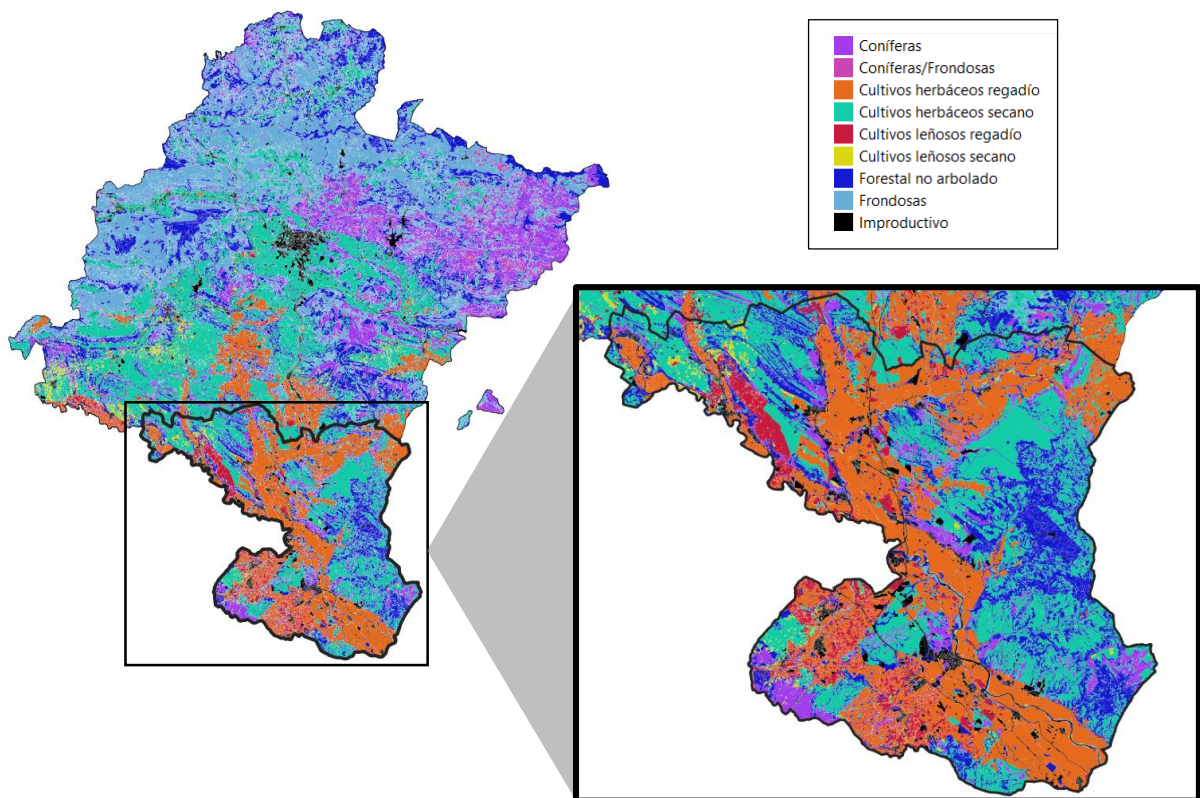 Coníferas
Coníferas/Frondosas
Cultivos herbáceos regadío
Cultivos herbáceos secano
Cultivos leñosos regadío
Cultivos leñosos secano
Forestal no arbolado
Frondosas
Improductivo